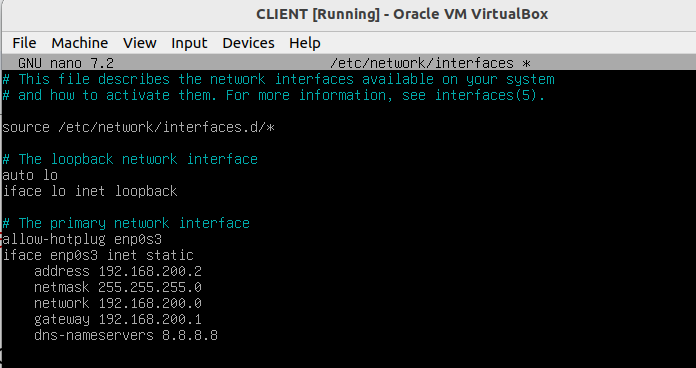 CLIENT [Running] - Oracle VM VirtualBox
File Machine View Input Devices Help
GNU nano 7.2 /etc/network/interfaces *
# This file describes the network interfaces available on your system
# and how to activate them. For more information, see interfaces(5).
source /etc/network/interfaces.d/*
# The loopback network interface
auto lo
iface lo inet loopback
# The primary network interface
allow-hotplug enp0s3
iface enp0s3 inet static
address 192.168.200.2
netmask 255.255.255.0
network 192.168.200.0
gateway 192.168.200.1
dns-nameservers 8.8.8.8